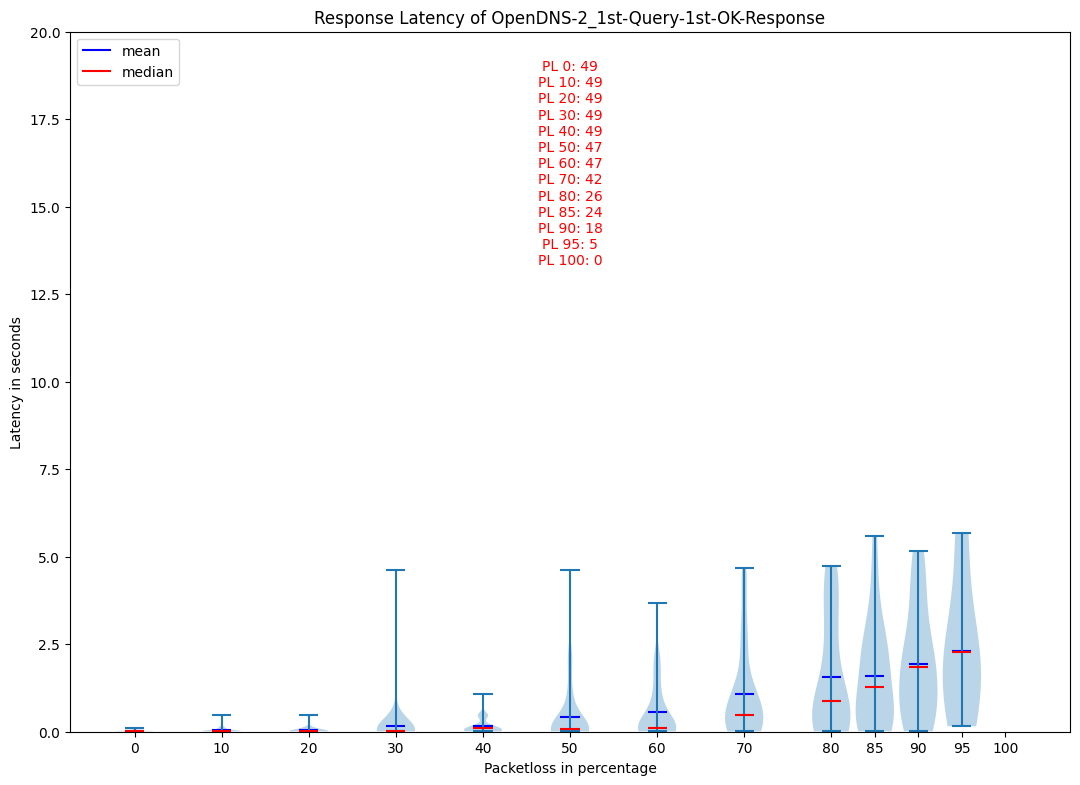 Response Latency of OpenDNS-2_1st-Query-1st-OK-Response
mean
median
PL 0: 49
PL 10: 49
PL 20: 49
PL 30: 49
PL 40: 49
PL 50: 47
PL 60: 47
PL 70: 42
PL 80: 26
PL 85: 24
PL 90: 18
PL 95: 5
PL 100: 0
20.0
17.5
15.0
12.5
10.0
7.5
5.0
2.5
0.0
Latency in seconds
0 10 20 30 40 50 60 70 80 85 90 95 100
Packetloss in percentage